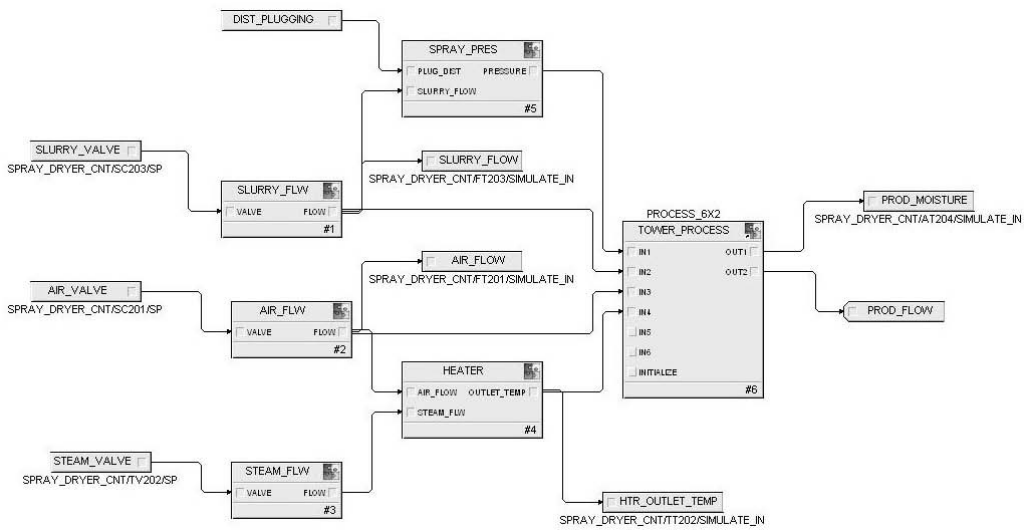 DIST_PLUGGING
SPRAY_PRES
PLUG_DIST PRESSURE
SLURRY_FLOW
#5
SLURRY_VALVE
SPRAY_DRYER_CNT/SC203/SP
SLURRY_FLOW
SPRAY_DRYER_CNT/FT203/SIMULATE_IN
SLURRY_FLW
VALVE FLOW
#1
PROD_MOISTURE
SPRAY_DRYER_CNT/AT204/SIMULATE_IN
PROCESS_6X2
TOWER_PROCESS
IN1 OUT1
IN2 OUT2
IN3
IN4
IN5
IN6
INITIALIZE
#6
AIR_FLOW
SPRAY_DRYER_CNT/FT201/SIMULATE_IN
AIR_VALVE
SPRAY_DRYER_CNT/SC201/SP
AIR_FLW
VALVE FLOW
#2
PROD_FLOW
HEATER
AIR_FLOW OUTLET_TEMP
STEAM_FLW
#4
STEAM_VALVE
SPRAY_DRYER_CNT/TV202/SP
STEAM_FLW
VALVE FLOW
#3
HTR_OUTLET_TEMP
SPRAY_DRYER_CNT/TT202/SIMULATE_IN